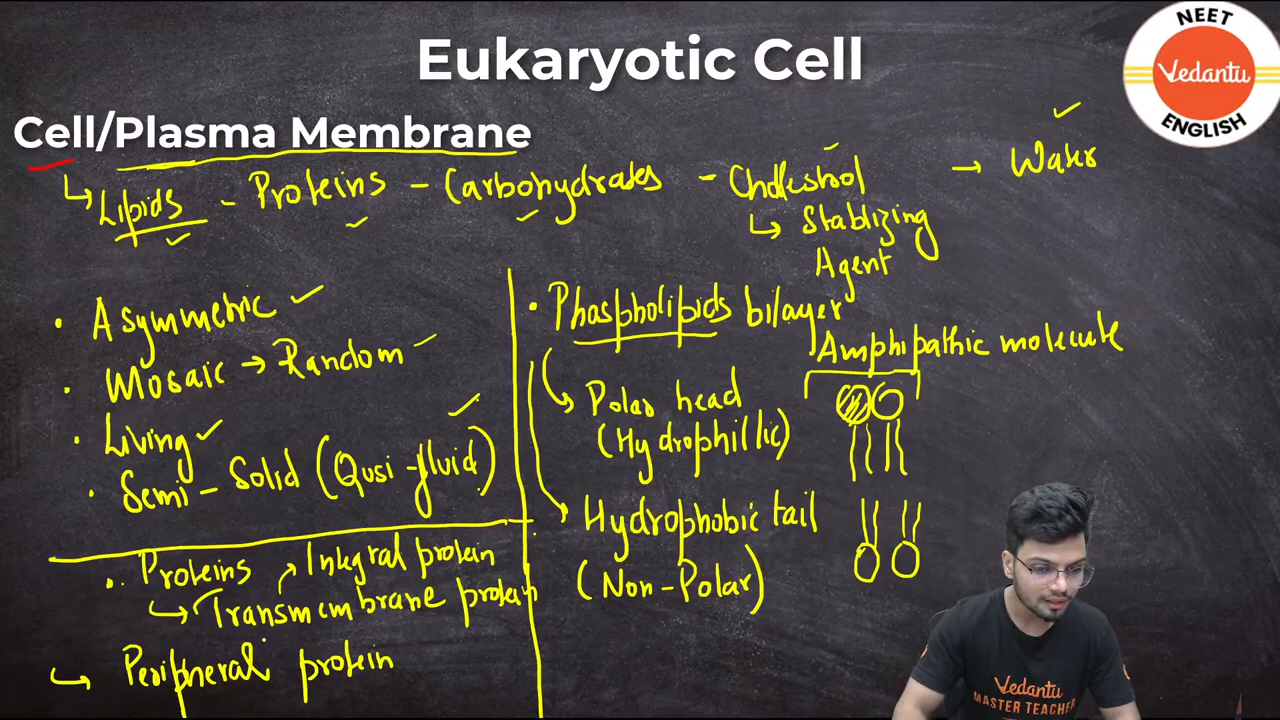 Eukaryotic Cell
NEET
Vedantu
ENGLISH
Cell/Plasma Membrane
Lipids - Proteins - Carbohydrates - Cholestrol → Water
↳ Stablizing
Agent
• Asymmetric
• Mosaic → Random
• Living
• Semi-Solid (Qusi-fluid)
• Phospholipids bilayer
Amphipathic molecule
Polar head
(Hydrophillic)
Hydrophobic tail
(Non-Polar)
Proteins → Integral protein
↳ Transmembrane protein
↳ Peripheral protein
Vedantu
MASTER TEACHER